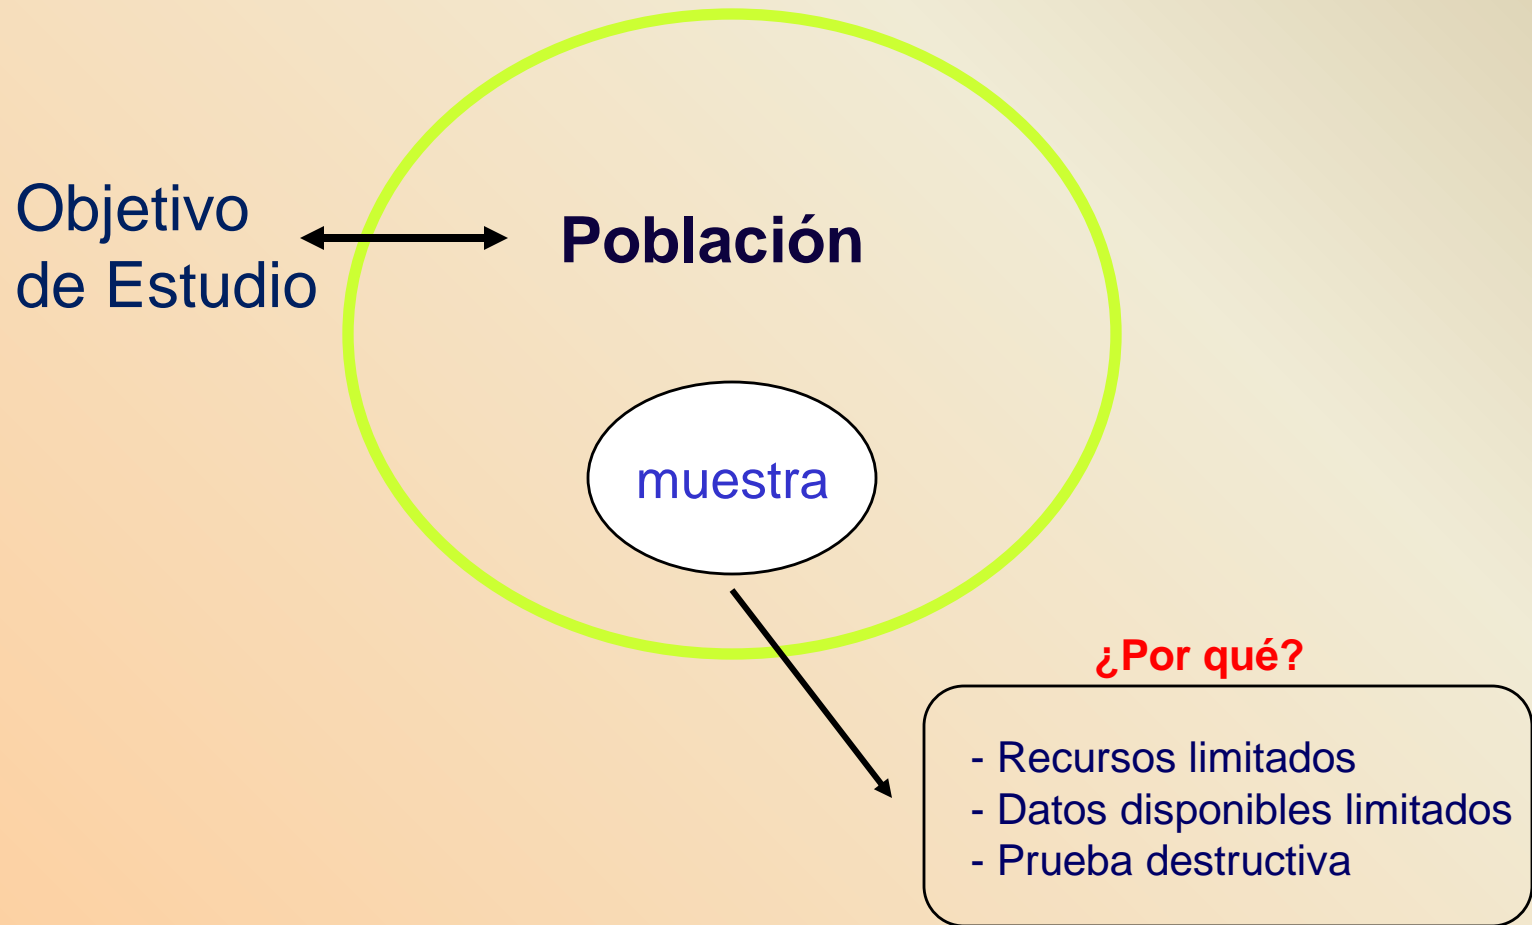 Objetivo
de Estudio
Población
muestra
¿Por qué?
- Recursos limitados
- Datos disponibles limitados
- Prueba destructiva